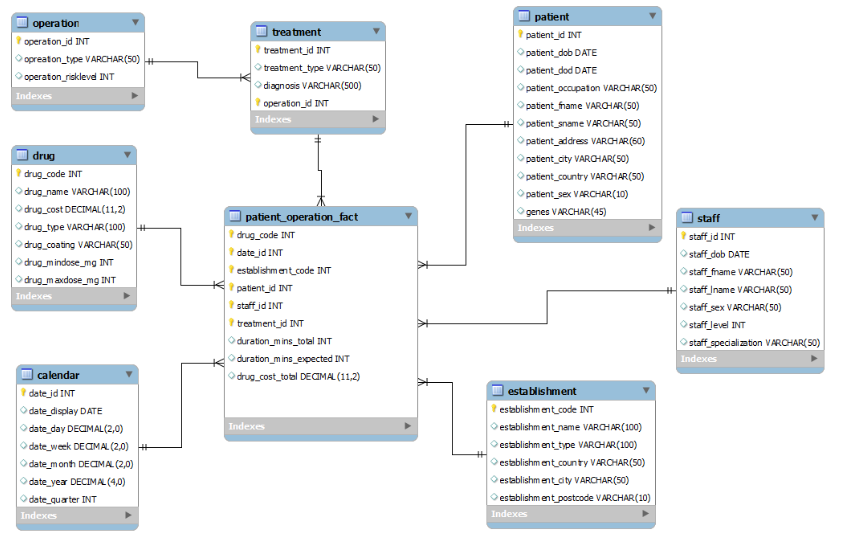 operation
operation_id INT
opreation_type VARCHAR(50)
operation_risklevel INT
Indexes
treatment
treatment_id INT
treatment_type VARCHAR(50)
diagnosis VARCHAR(500)
operation_id INT
Indexes
patient
patient_id INT
patient_dob DATE
patient_dod DATE
patient_occupation VARCHAR(50)
patient_fname VARCHAR(50)
patient_sname VARCHAR(50)
patient_address VARCHAR(60)
patient_city VARCHAR(50)
patient_country VARCHAR(50)
patient_sex VARCHAR(10)
genes VARCHAR(45)
Indexes
drug
drug_code INT
drug_name VARCHAR(100)
drug_cost DECIMAL(11,2)
drug_type VARCHAR(100)
drug_coating VARCHAR(50)
drug_mindose_mg INT
drug_maxdose_mg INT
Indexes
patient_operation_fact
drug_code INT
date_id INT
establishment_code INT
patient_id INT
staff_id INT
treatment_id INT
duration_mins_total INT
duration_mins_expected INT
drug_cost_total DECIMAL(11,2)
Indexes
staff
staff_id INT
staff_dob DATE
staff_fname VARCHAR(50)
staff_lname VARCHAR(50)
staff_sex VARCHAR(50)
staff_level INT
staff_specialization VARCHAR(50)
Indexes
calendar
date_id INT
date_display DATE
date_day DECIMAL(2,0)
date_week DECIMAL(2,0)
date_month DECIMAL(2,0)
date_year DECIMAL(4,0)
date_quarter INT
Indexes
establishment
establishment_code INT
establishment_name VARCHAR(100)
establishment_type VARCHAR(100)
establishment_country VARCHAR(50)
establishment_city VARCHAR(50)
establishment_postcode VARCHAR(10)
Indexes